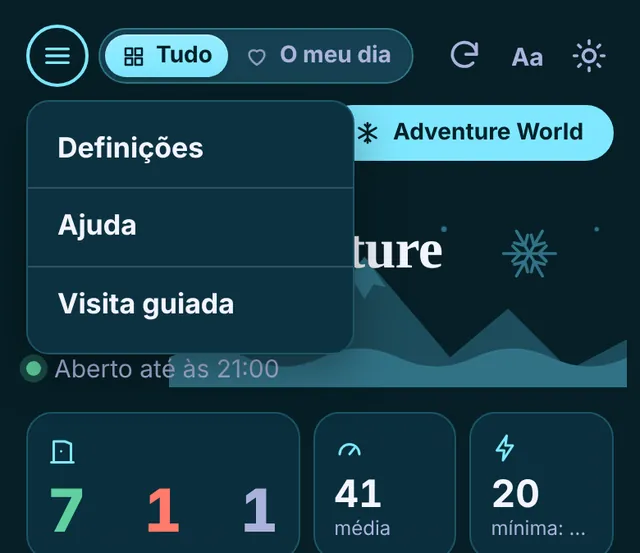 Tudo
O meu dia
Aa
Adventure World
Definições
Ajuda
Visita guiada
ture
Aberto até às 21:00
7
1
1
41
média
20
mínima: ...